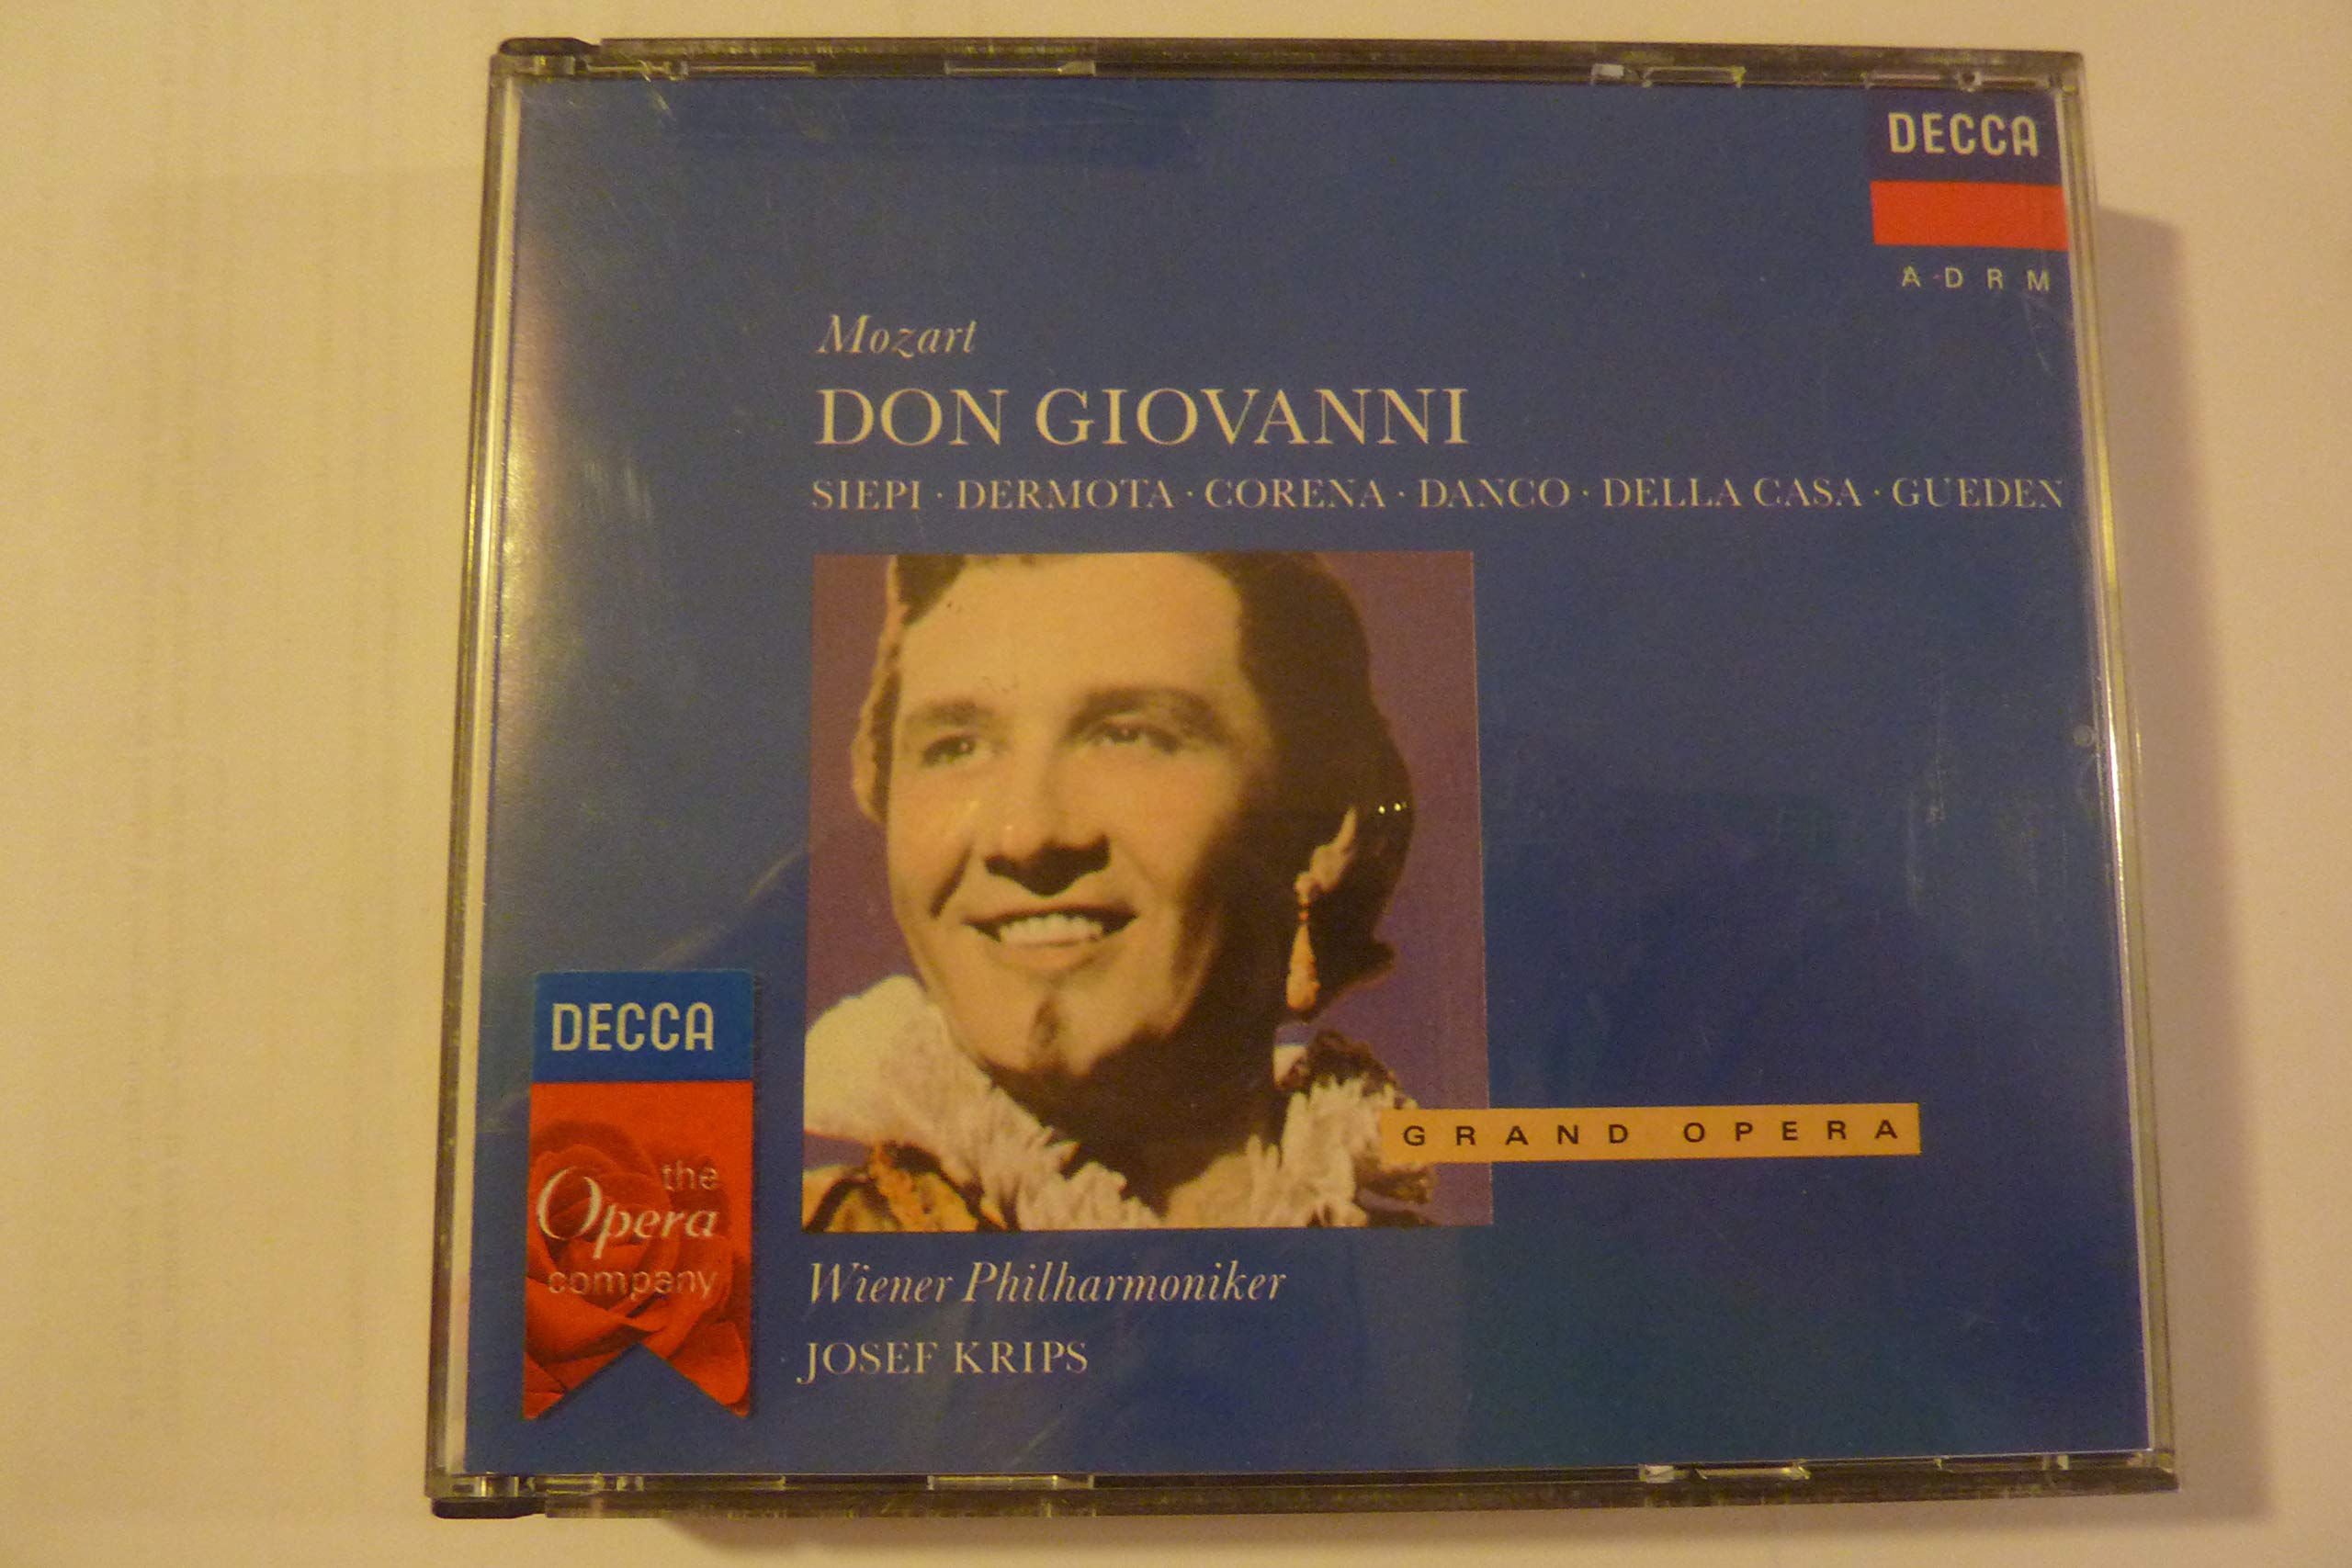 DECCA
A D R M
Mozart
DON GIOVANNI
SIEPI · DERMOTA · CORENA · DANCO · DELLA CASA · GUEDEN
GRAND OPERA
DECCA
the
Opera
company
Wiener Philharmoniker
JOSEF KRIPS